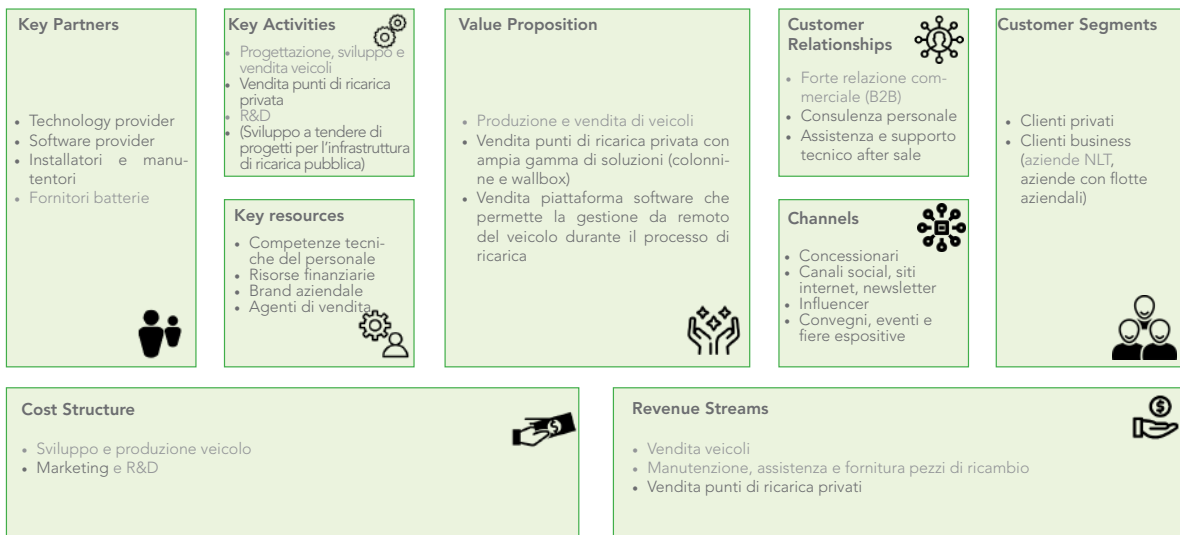 Key Partners
• Technology provider
• Software provider
• Installatori e manu-
tentori
• Fornitori batterie
Key Activities
• Progettazione, sviluppo e
vendita veicoli
• Vendita punti di ricarica
privata
• R&D
• (Sviluppo a tendere di
progetti per l'infrastruttura
di ricarica pubblica)
Key resources
• Competenze tecni-
che del personale
• Risorse finanziarie
• Brand aziendale
• Agenti di vendita
Value Proposition
• Produzione e vendita di veicoli
• Vendita punti di ricarica privata con
ampia gamma di soluzioni (colonni-
ne e wallbox)
• Vendita piattaforma software che
permette la gestione da remoto
del veicolo durante il processo di
ricarica
Customer
Relationships
• Forte relazione com-
merciale (B2B)
• Consulenza personale
• Assistenza e supporto
tecnico after sale
Channels
• Concessionari
• Canali social, siti
internet, newsletter
• Influencer
• Convegni, eventi e
fiere espositive
Customer Segments
• Clienti privati
• Clienti business
(aziende NLT,
aziende con flotte
aziendali)
Cost Structure
• Sviluppo e produzione veicolo
• Marketing e R&D
Revenue Streams
• Vendita veicoli
• Manutenzione, assistenza e fornitura pezzi di ricambio
• Vendita punti di ricarica privati